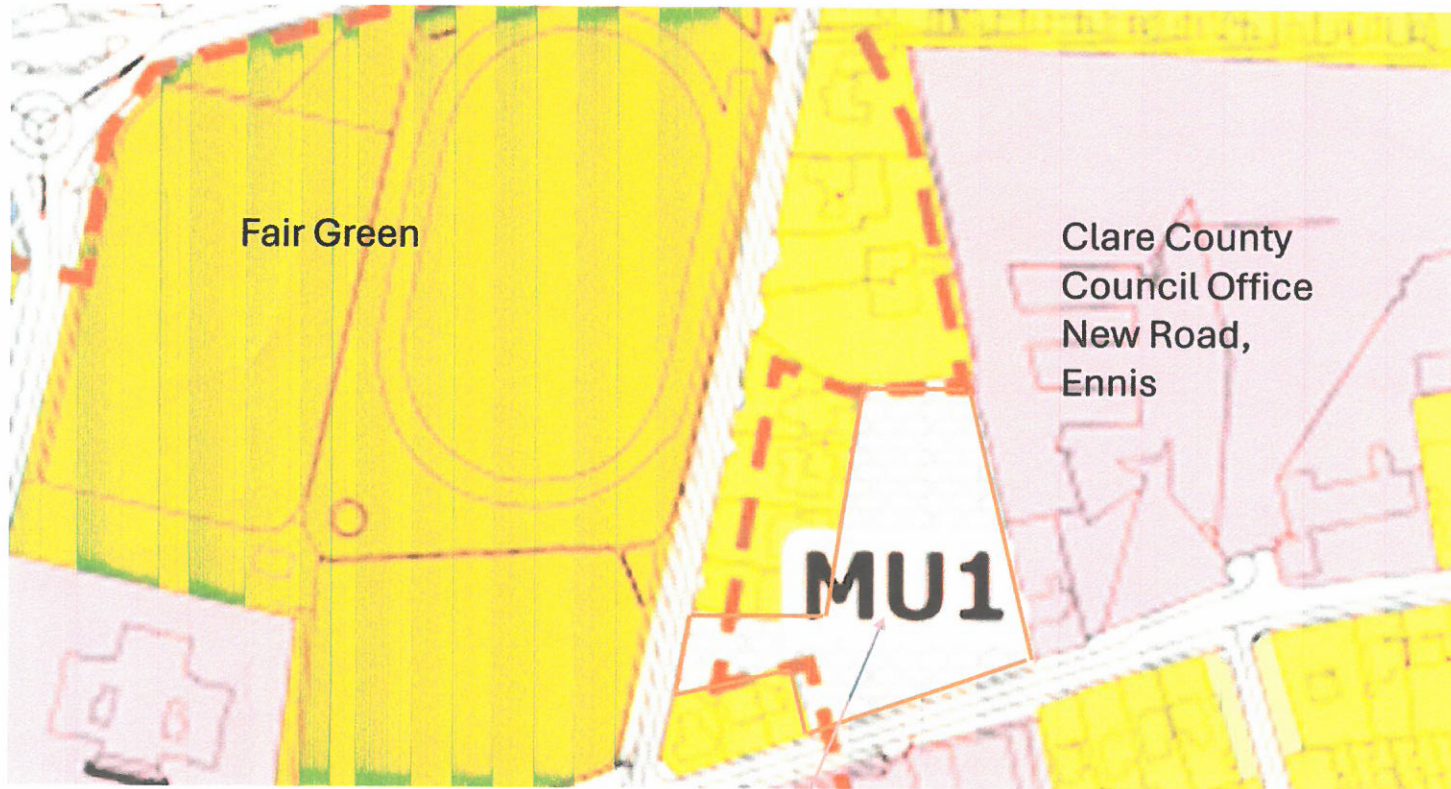 Fair Green
Clare County
Council Office
New Road,
Ennis
MU1